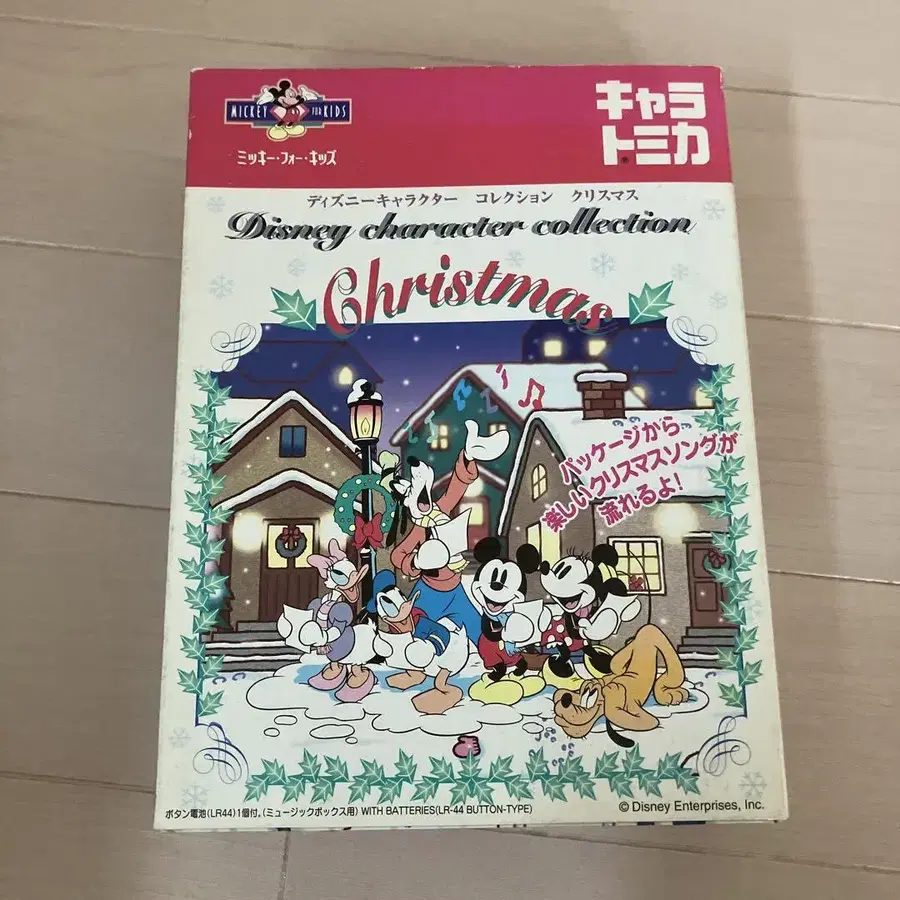 MICKEY FOR KIDS
ミッキー・フォー・キッズ
キャラ
トミカ
ディズニーキャラクター コレクション クリスマス
Disney character collection
Christmas
パッケージから
楽しいクリスマスソングが
流れるよ!
ボタン電池(LR44)1個付。(ミュージックボックス用) WITH BATTERIES(LR-44 BUTTON-TYPE)
© Disney Enterprises, Inc.